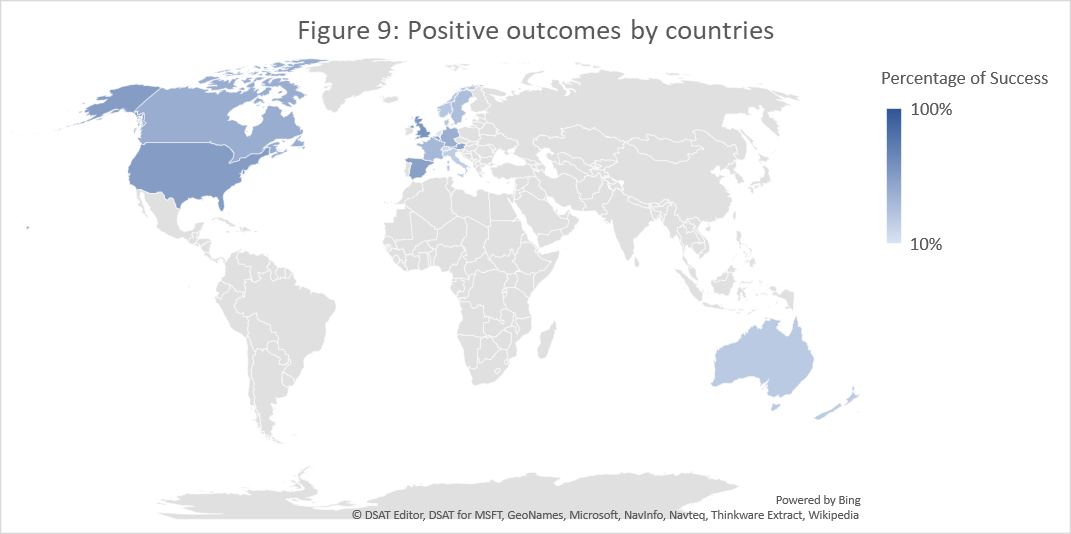 Figure 9: Positive outcomes by countries
Percentage of Success
100%
10%
Powered by Bing
© DSAT Editor, DSAT for MSFT, GeoNames, Microsoft, NavInfo, Navteq, Thinkware Extract, Wikipedia